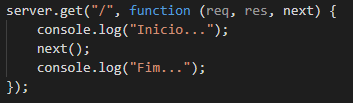 server.get("/", function (req, res, next) {
    console.log("Inicio...");
    next();
    console.log("Fim...");
});